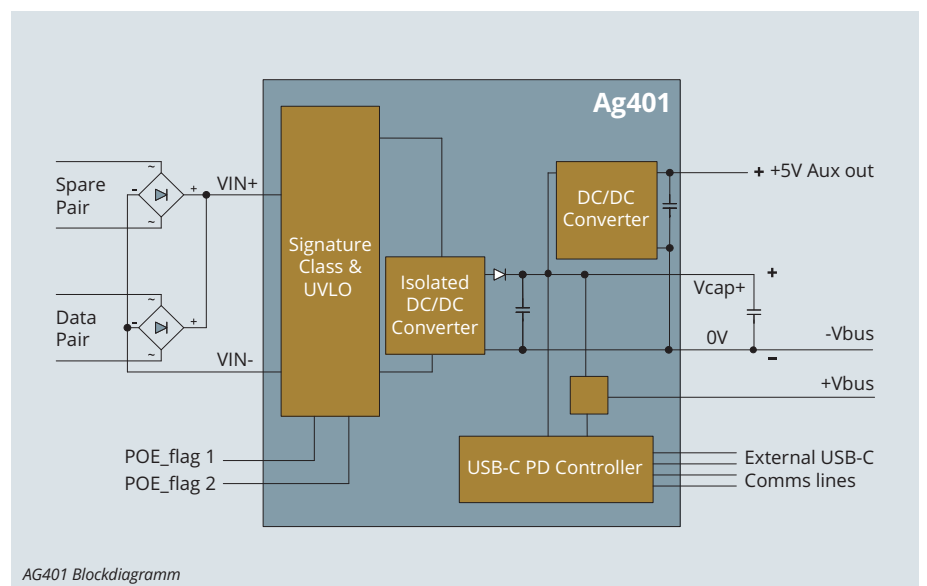 Ag401
Spare
Pair
~
-
+
~
VIN+
Signature
Class &
UVLO
DC/DC
Converter
+ +5V Aux out
Isolated
DC/DC
Converter
Vcap+
+
Data
Pair
~
-
+
~
VIN-
0V
-
-Vbus
+Vbus
POE_flag 1
POE_flag 2
USB-C PD Controller
External USB-C
Comms lines
AG401 Blockdiagramm